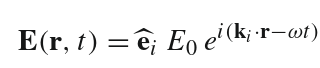 E(r, t) = ê_i E_0 e^{i(k_i·r−ωt)}